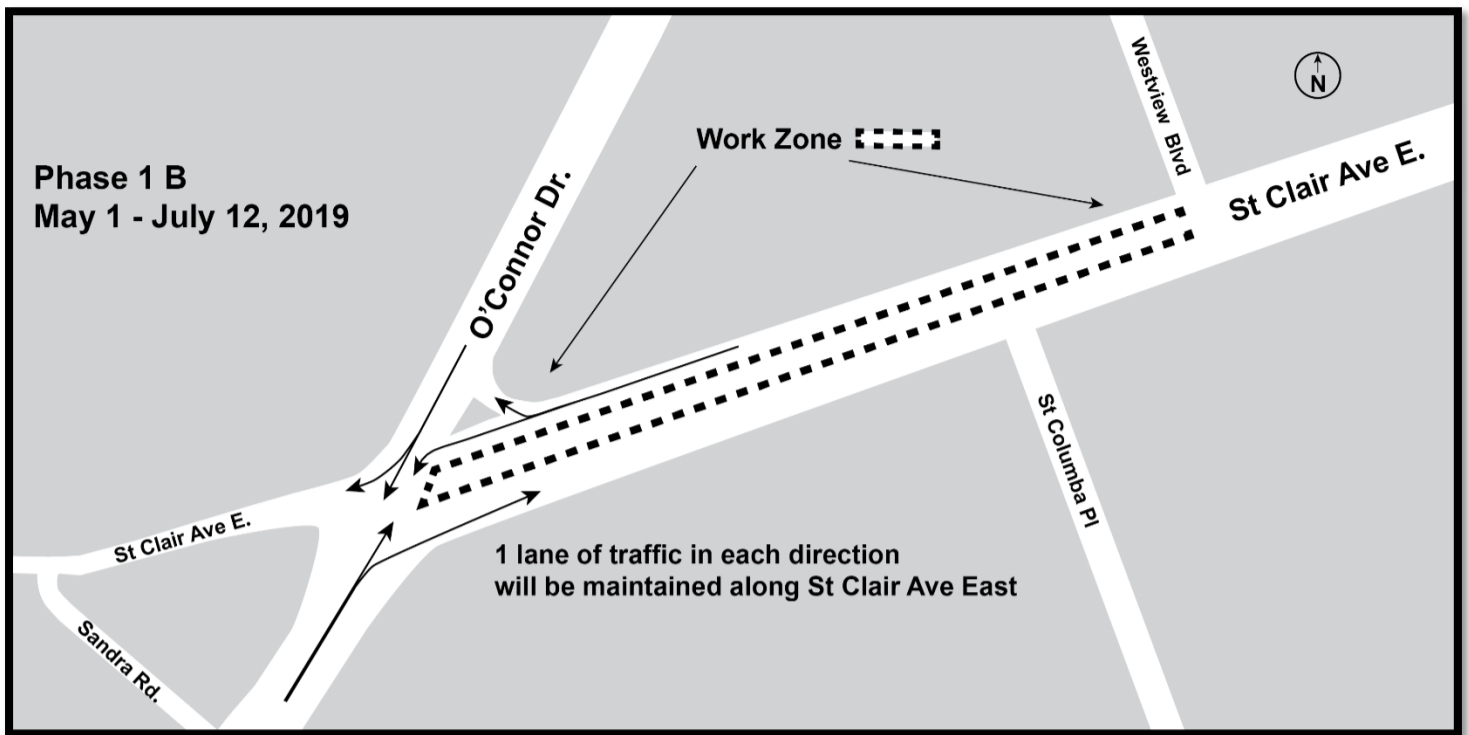 Westview Blvd
N
Work Zone
St Clair Ave E.
Phase 1 B
May 1 - July 12, 2019
O'Connor Dr.
St Columba Pl
St Clair Ave E.
1 lane of traffic in each direction
will be maintained along St Clair Ave East
Sandra Rd.